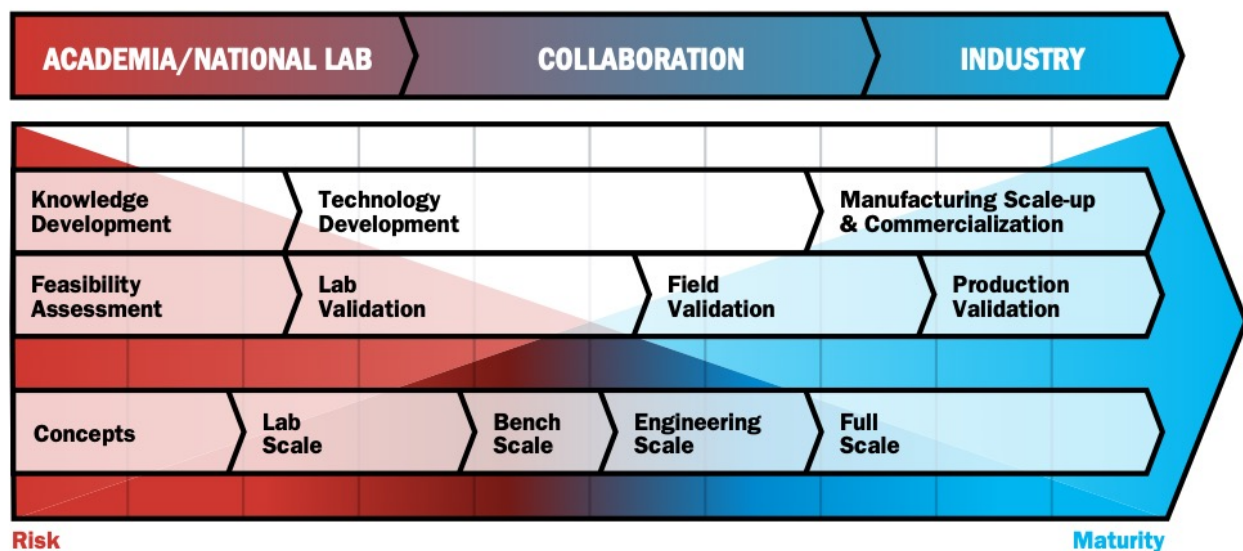 ACADEMIA/NATIONAL LAB
COLLABORATION
INDUSTRY
Knowledge
Development
Technology
Development
Manufacturing Scale-up
& Commercialization
Feasibility
Assessment
Lab
Validation
Field
Validation
Production
Validation
Concepts
Lab
Scale
Bench
Scale
Engineering
Scale
Full
Scale
Risk
Maturity